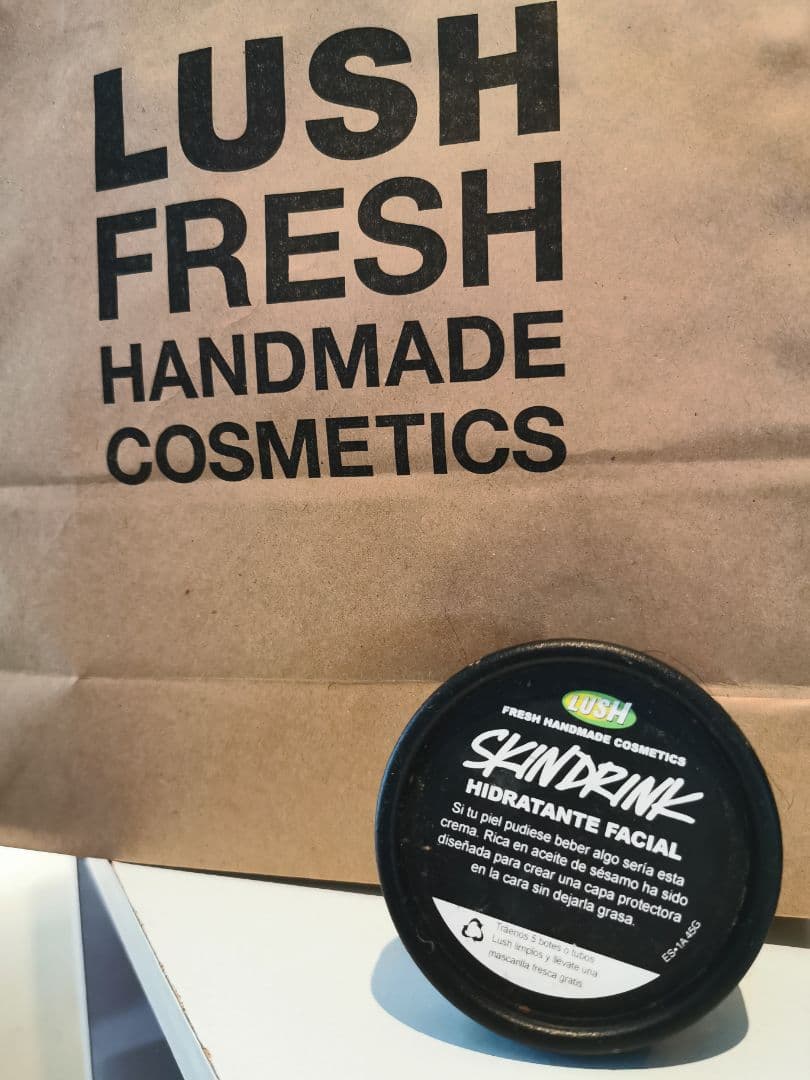 LUSH
FRESH
HANDMADE
COSMETICS
LUSH
FRESH HANDMADE COSMETICS
SKINDRINK
HIDRATANTE FACIAL
Si tu piel pudiese beber algo sería esta
crema. Rica en aceite de sésamo ha sido
diseñada para crear una capa protectora
en la cara sin dejarla grasa.
Tráenos 5 botes o tubos
Lush limpios y llévate una
mascarilla fresca gratis
ES•1A 45G